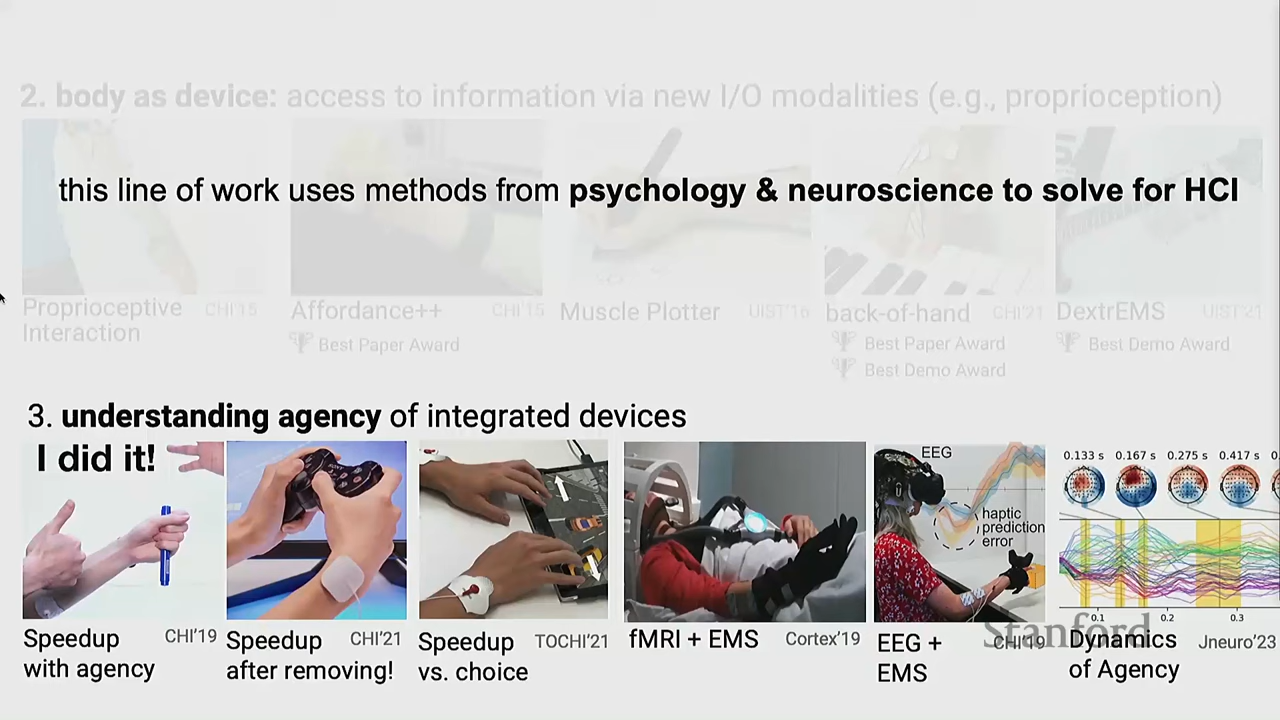 2. body as device: access to information via new I/O modalities (e.g., proprioception)
this line of work uses methods from psychology & neuroscience to solve for HCI
Proprioceptive
Interaction
CHI'15
Affordance++
CHI'15
Best Paper Award
Muscle Plotter
UIST'16
back-of-hand
CHI'21
Best Paper Award
Best Demo Award
DextrEMS
UIST'21
Best Demo Award
3. understanding agency of integrated devices
I did it!
EEG
haptic
prediction
error
0.133 s 0.167 s 0.275 s 0.417 s 0.
0.1 0.2 0.3
Speedup
with agency
CHI'19
Speedup
after removing!
CHI'21
Speedup
vs. choice
TOCHI'21
fMRI + EMS
Cortex'19
EEG +
EMS
CHI'19
Stanford
Dynamics
of Agency
Jneuro'23